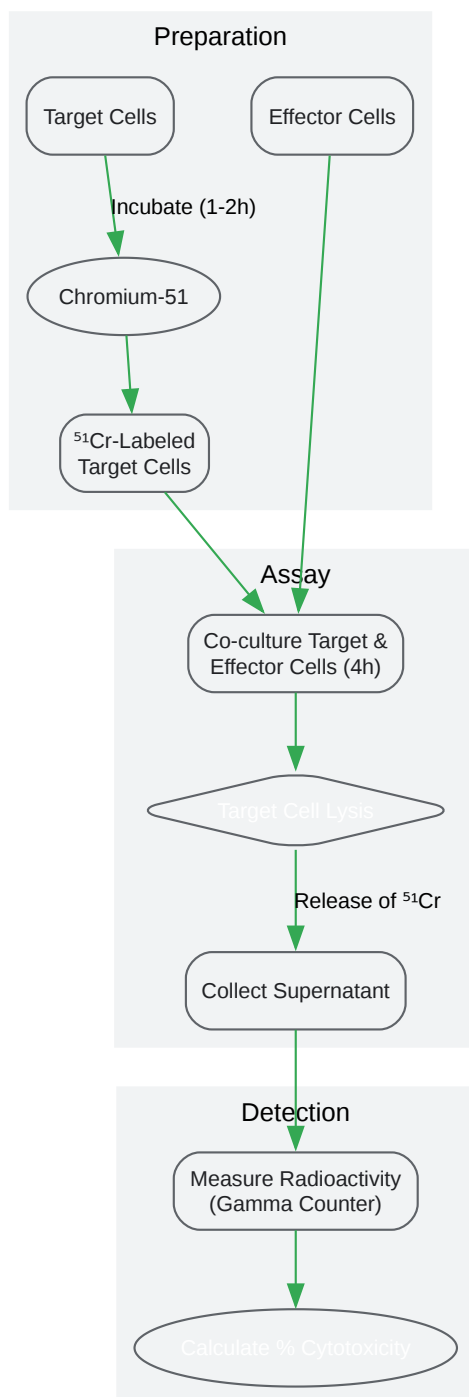 Preparation
Target Cells
Effector Cells
Incubate (1-2h)
Chromium-51
⁵¹Cr-Labeled
Target Cells
Assay
Co-culture Target &
Effector Cells (4h)
Target Cell Lysis
Release of ⁵¹Cr
Collect Supernatant
Detection
Measure Radioactivity
(Gamma Counter)
Calculate % Cytotoxicity